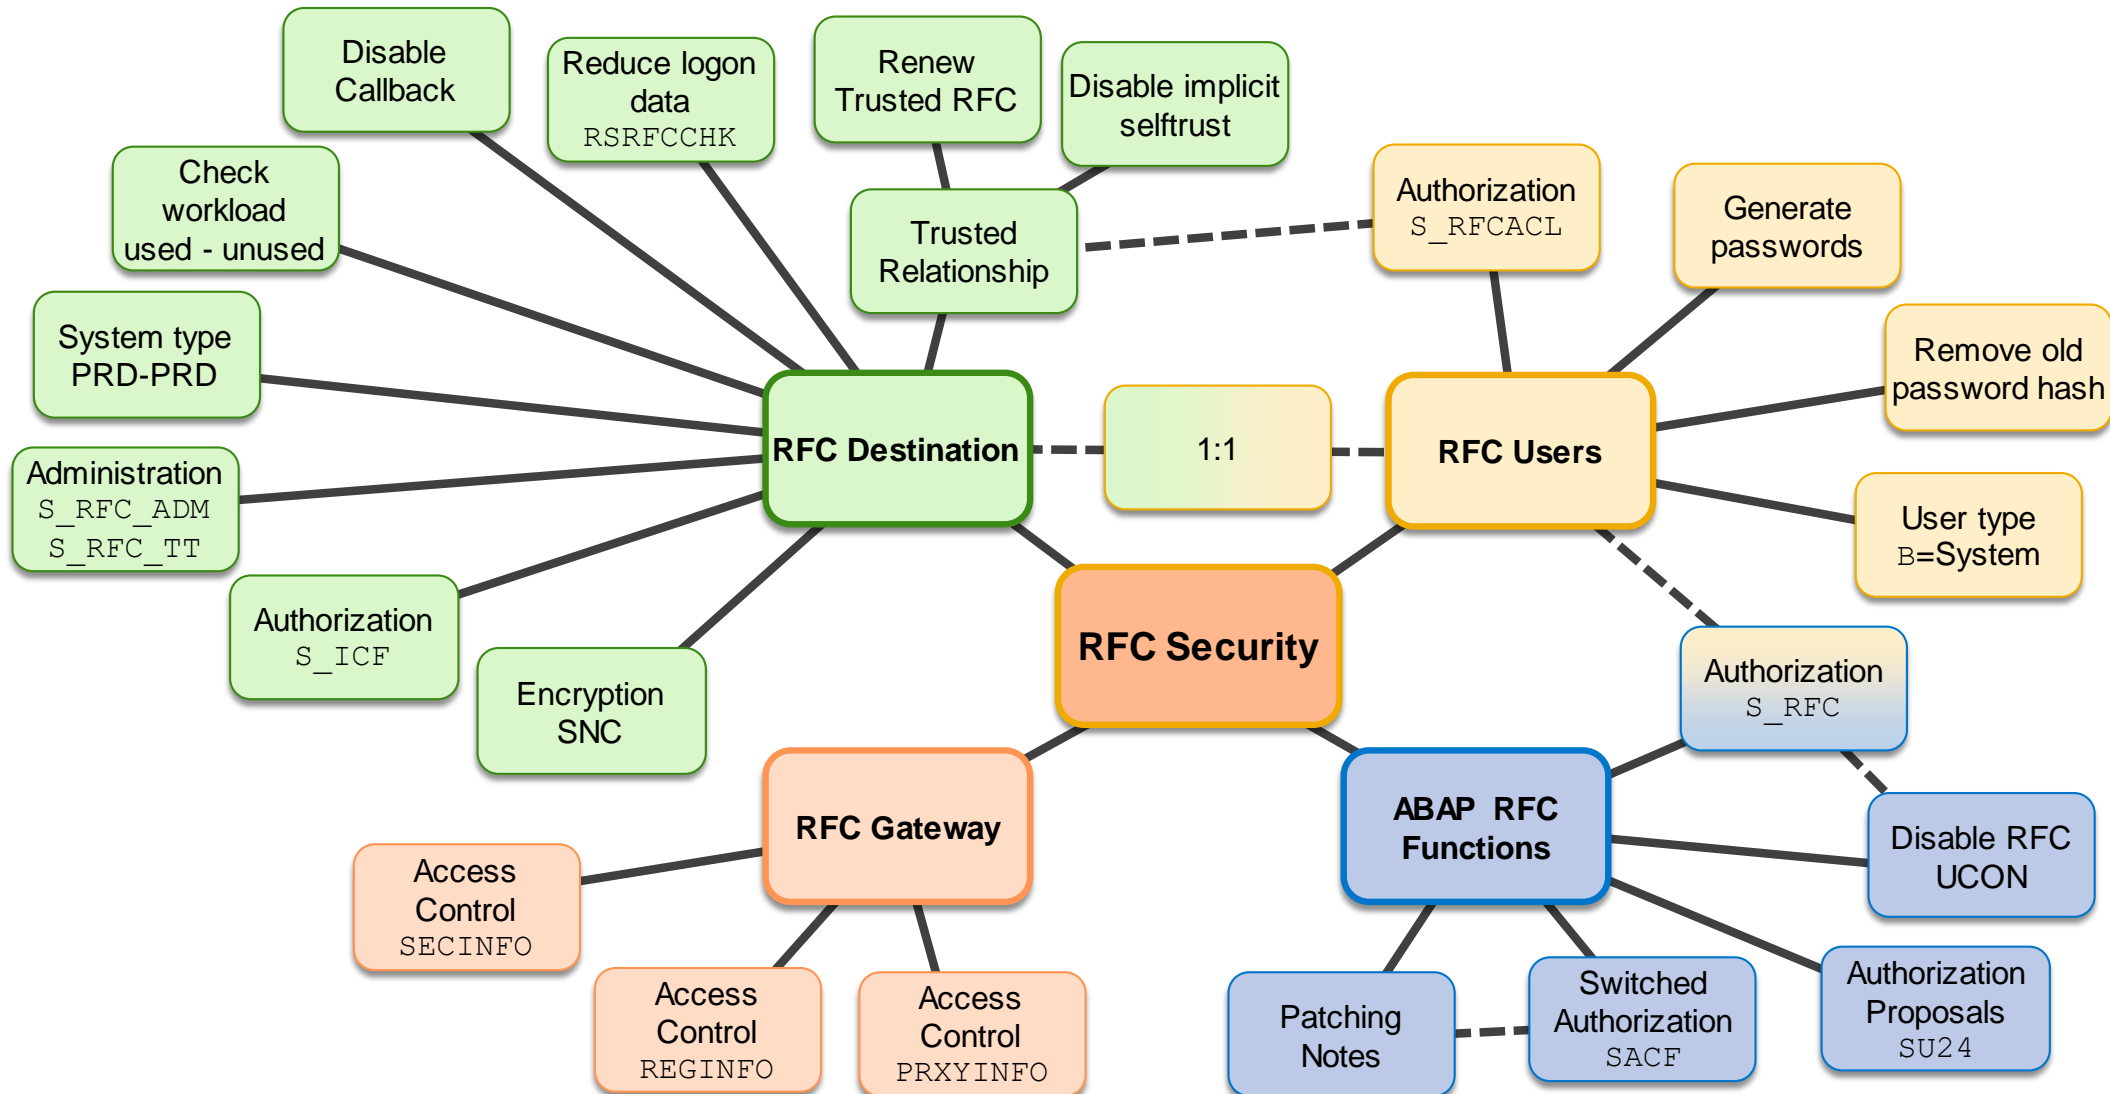 Disable
Callback
Reduce logon
data
RSRFCCHK
Renew
Trusted RFC
Disable implicit
selftrust
Check
workload
used - unused
Trusted
Relationship
Authorization
S_RFCACL
Generate
passwords
System type
PRD-PRD
Remove old
password hash
RFC Destination
1:1
RFC Users
Administration
S_RFC_ADM
S_RFC_TT
User type
B=System
Authorization
S_ICF
Encryption
SNC
RFC Security
Authorization
S_RFC
RFC Gateway
ABAP RFC
Functions
Disable RFC
UCON
Access
Control
SECINFO
Access
Control
REGINFO
Access
Control
PRXYINFO
Patching
Notes
Switched
Authorization
SACF
Authorization
Proposals
SU24